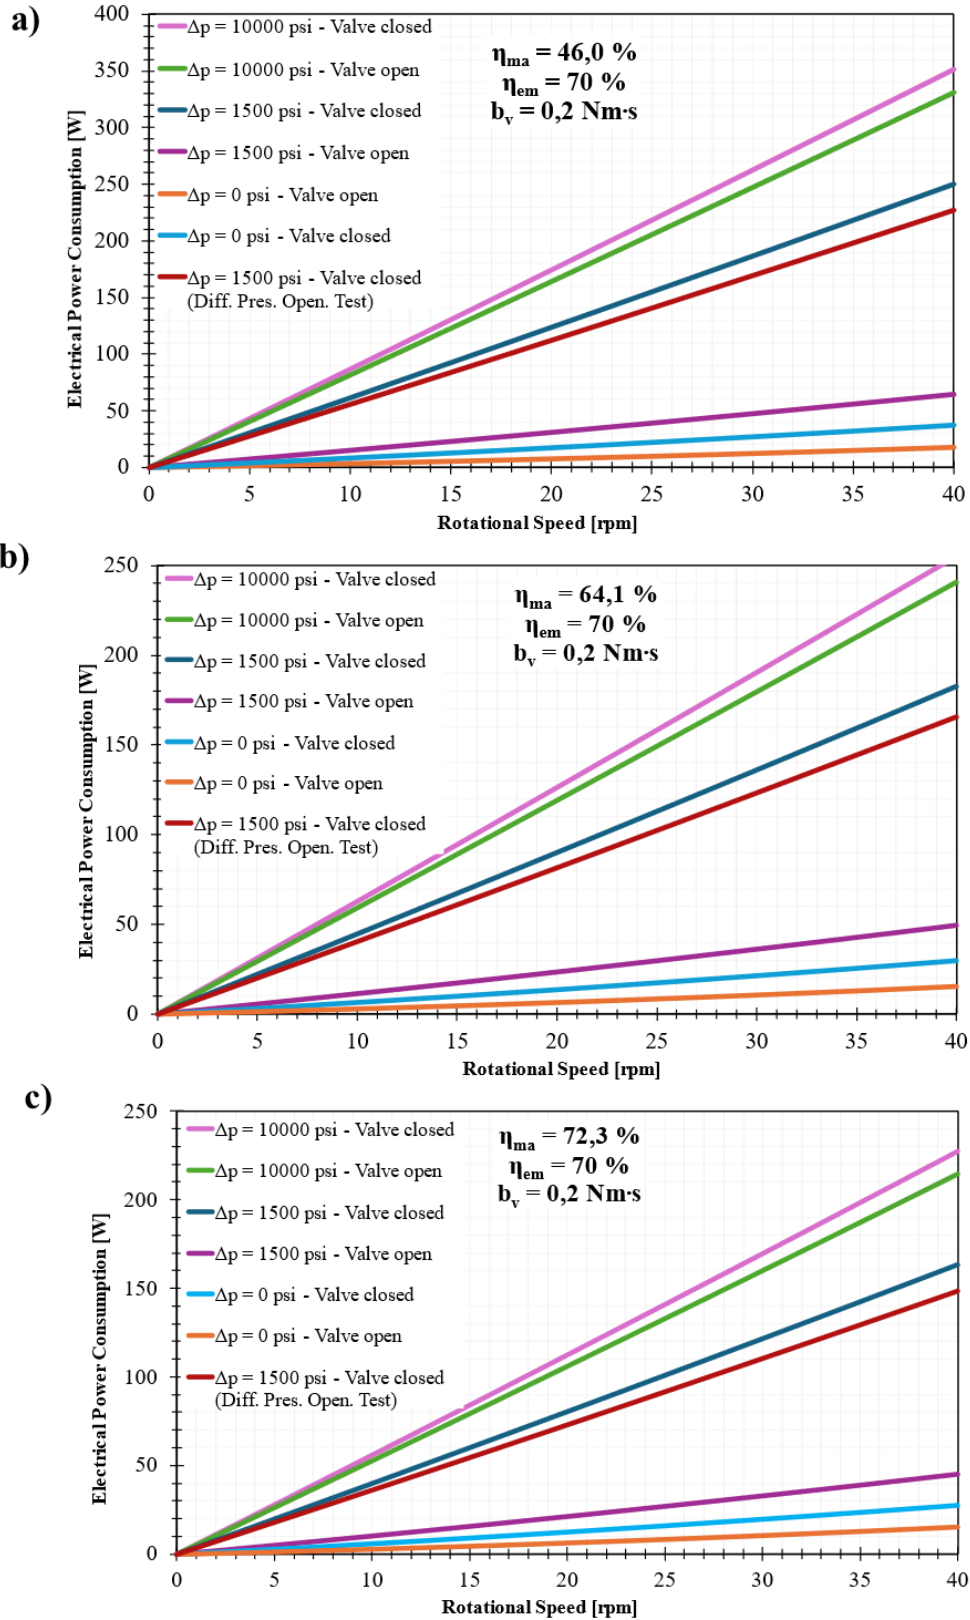 a)
400
350
300
250
200
150
100
50
0
Electrical Power Consumption [W]
Δp = 10000 psi - Valve closed
Δp = 10000 psi - Valve open
Δp = 1500 psi - Valve closed
Δp = 1500 psi - Valve open
Δp = 0 psi - Valve open
Δp = 0 psi - Valve closed
Δp = 1500 psi - Valve closed
(Diff. Pres. Open. Test)
ηma = 46,0 %
ηem = 70 %
bv = 0,2 Nm·s
0 5 10 15 20 25 30 35 40
Rotational Speed [rpm]
b)
250
200
150
100
50
0
Electrical Power Consumption [W]
Δp = 10000 psi - Valve closed
Δp = 10000 psi - Valve open
Δp = 1500 psi - Valve closed
Δp = 1500 psi - Valve open
Δp = 0 psi - Valve closed
Δp = 0 psi - Valve open
Δp = 1500 psi - Valve closed
(Diff. Pres. Open. Test)
ηma = 64,1 %
ηem = 70 %
bv = 0,2 Nm·s
0 5 10 15 20 25 30 35 40
Rotational Speed [rpm]
c)
250
200
150
100
50
0
Electrical Power Consumption [W]
Δp = 10000 psi - Valve closed
Δp = 10000 psi - Valve open
Δp = 1500 psi - Valve closed
Δp = 1500 psi - Valve open
Δp = 0 psi - Valve closed
Δp = 0 psi - Valve open
Δp = 1500 psi - Valve closed
(Diff. Pres. Open. Test)
ηma = 72,3 %
ηem = 70 %
bv = 0,2 Nm·s
0 5 10 15 20 25 30 35 40
Rotational Speed [rpm]